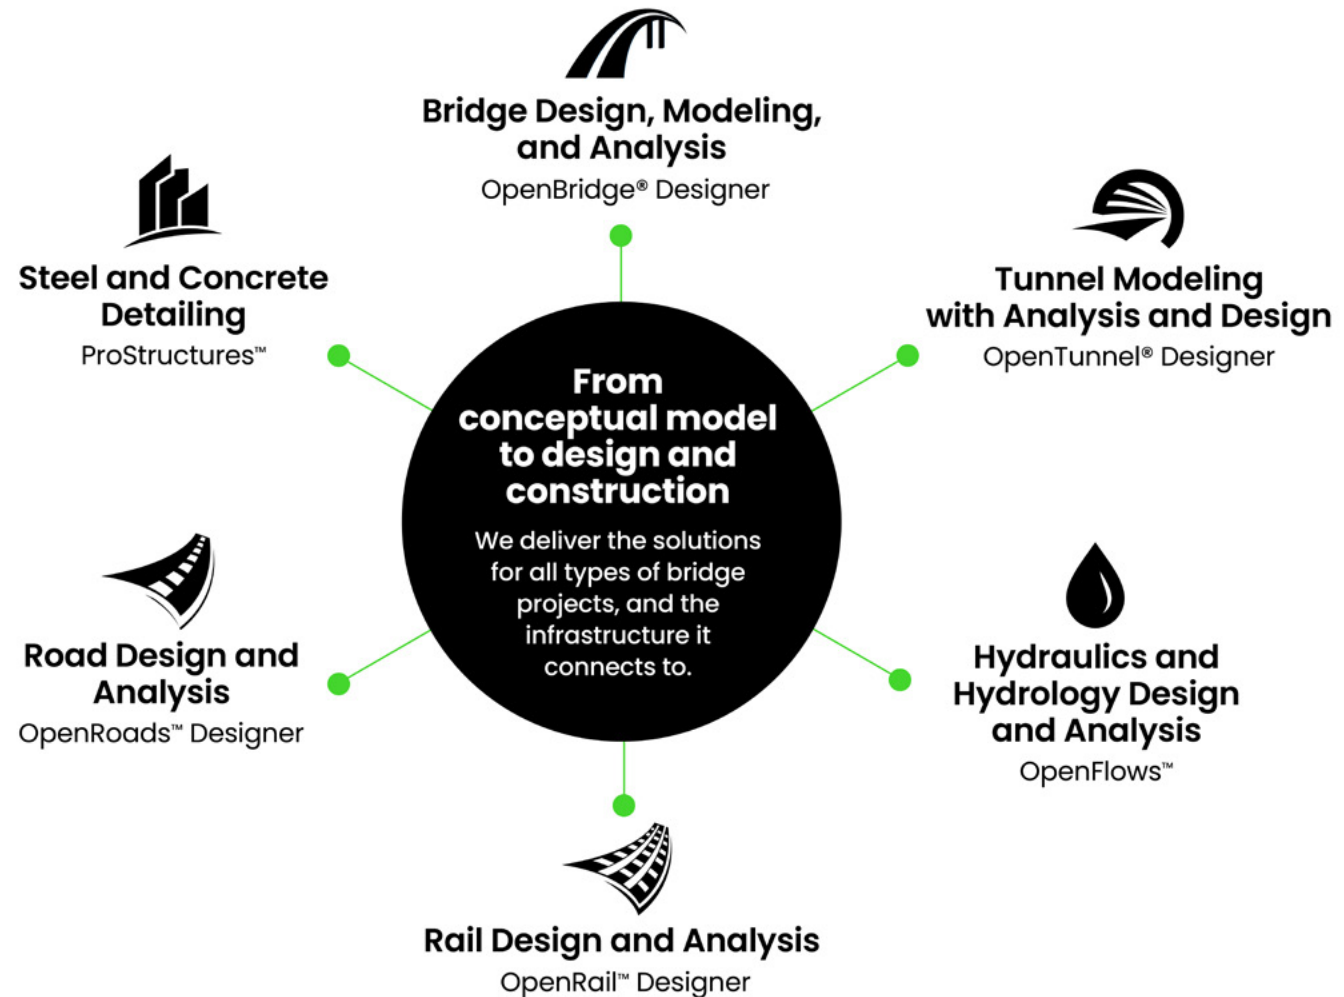 Bridge Design, Modeling,
and Analysis
OpenBridge® Designer
Steel and Concrete
Detailing
ProStructures™
Tunnel Modeling
with Analysis and Design
OpenTunnel® Designer
From
conceptual model
to design and
construction
We deliver the solutions
for all types of bridge
projects, and the
infrastructure it
connects to.
Road Design and
Analysis
OpenRoads™ Designer
Hydraulics and
Hydrology Design
and Analysis
OpenFlows™
Rail Design and Analysis
OpenRail™ Designer